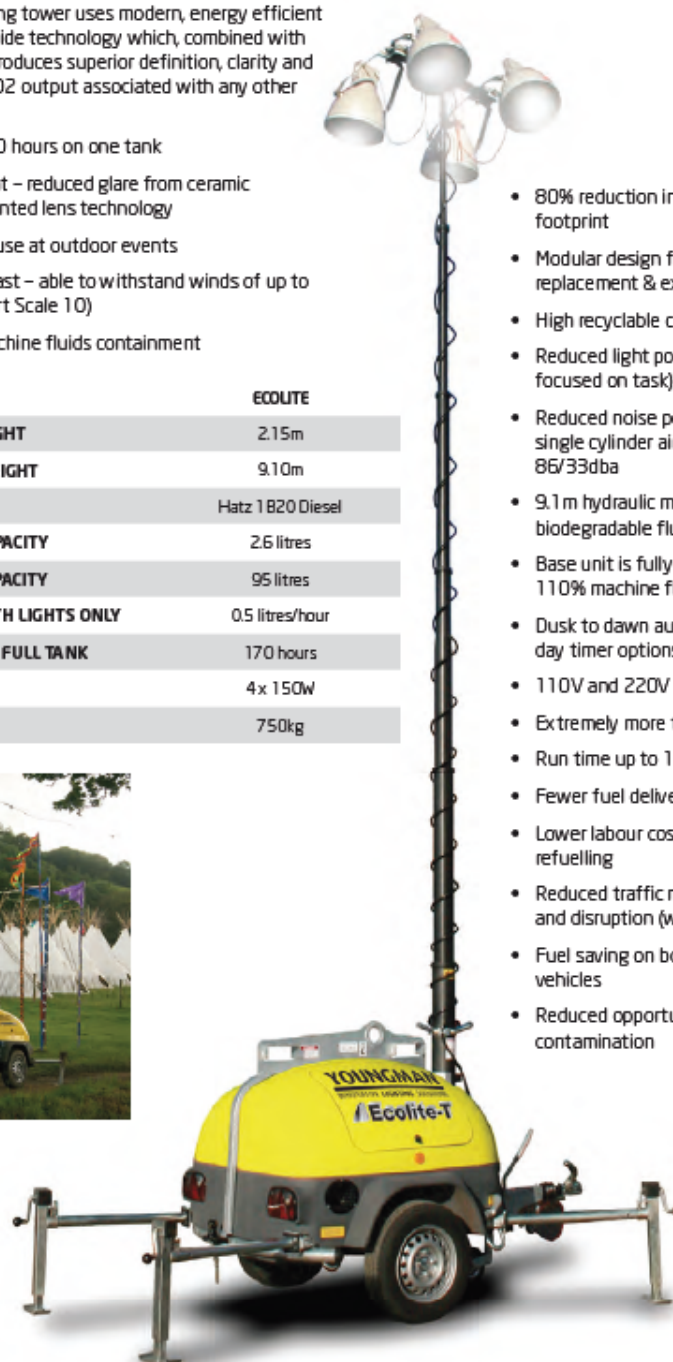 ng tower uses modern, energy efficient
ide technology which, combined with
roduces superior definition, clarity and
02 output associated with any other
0 hours on one tank
t – reduced glare from ceramic
nted lens technology
use at outdoor events
ast – able to withstand winds of up to
rt Scale 10)
chine fluids containment
ECOLITE
GHT 2.15m
IGHT 9.10m
Hatz 1B20 Diesel
PACITY 2.6 litres
PACITY 95 litres
TH LIGHTS ONLY 0.5 litres/hour
FULL TANK 170 hours
4 x 150W
750kg
• 80% reduction in
footprint
• Modular design f
replacement & ex
• High recyclable c
• Reduced light po
focused on task)
• Reduced noise p
single cylinder ai
86/33dba
• 9.1m hydraulic m
biodegradable flu
• Base unit is fully
110% machine fl
• Dusk to dawn au
day timer options
• 110V and 220V
• Extremely more f
• Run time up to 1
• Fewer fuel delive
• Lower labour cos
refuelling
• Reduced traffic
and disruption (w
• Fuel saving on bo
vehicles
• Reduced opportu
contamination
YOUNGMAN
Ecolite-T